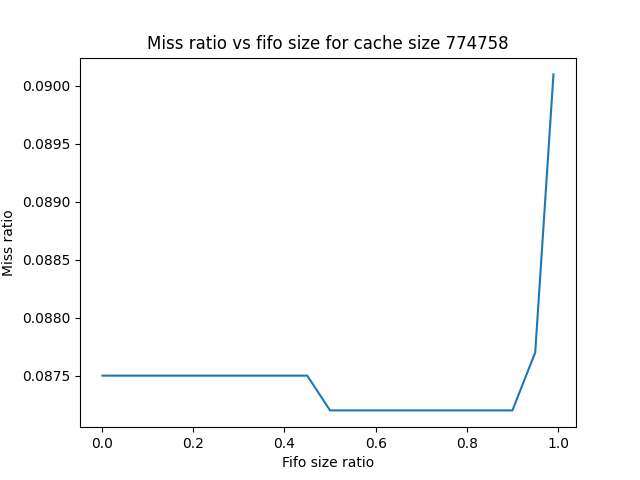 Miss ratio vs fifo size for cache size 774758
0.0900
0.0895
0.0890
0.0885
0.0880
0.0875
Miss ratio
0.0 0.2 0.4 0.6 0.8 1.0
Fifo size ratio